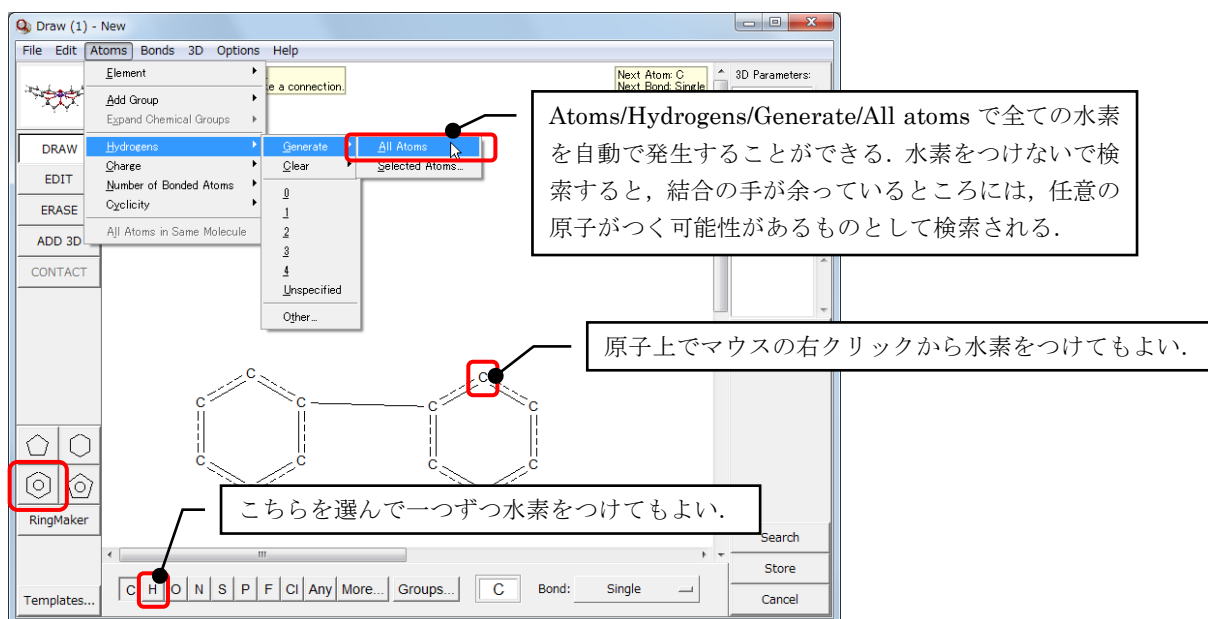 Draw (1) - New
File Edit Atoms Bonds 3D Options Help
Element
e a connection.
Next Atom: C
Next Bond: Single
3D Parameters:
Add Group
Expand Chemical Groups
Atoms/Hydrogens/Generate/All atoms で全ての水素
を自動で発生することができる．水素をつけないで検
索すると，結合の手が余っているところには，任意の
原子がつく可能性があるものとして検索される．
DRAW
EDIT
ERASE
ADD 3D
CONTACT
Hydrogens
Charge
Number of Bonded Atoms
Cyclicity
All Atoms in Same Molecule
Generate
Clear
0
1
2
3
4
Unspecified
Other...
All Atoms
Selected Atoms...
原子上でマウスの右クリックから水素をつけてもよい．
C C
C C C C
C C C C
こちらを選んで一つずつ水素をつけてもよい．
RingMaker
Templates...
C H O N S P F Cl Any More... Groups... C Bond: Single
Search
Store
Cancel